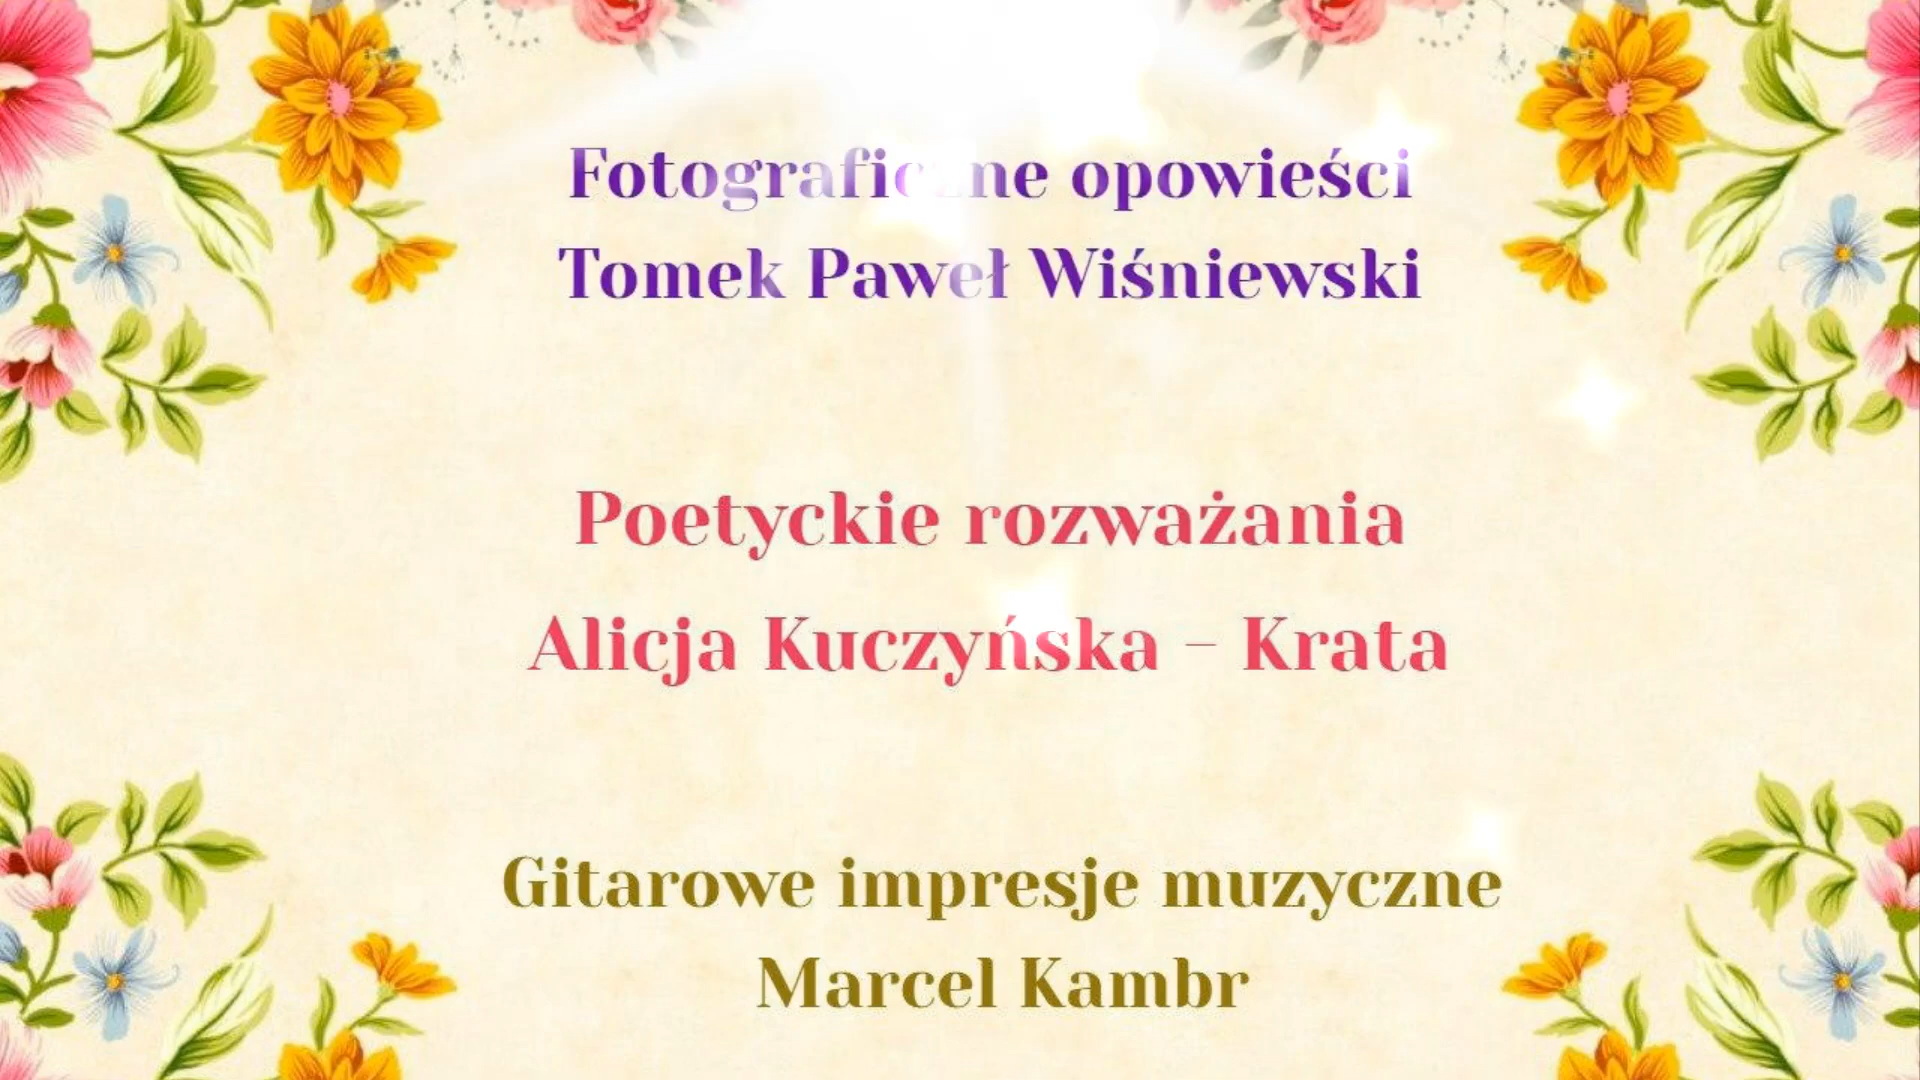 Fotograficzne opowieści
Tomek Paweł Wiśniewski
Poetyckie rozważania
Alicja Kuczyńska - Krata
Gitarowe impresje muzyczne
Marcel Kambr